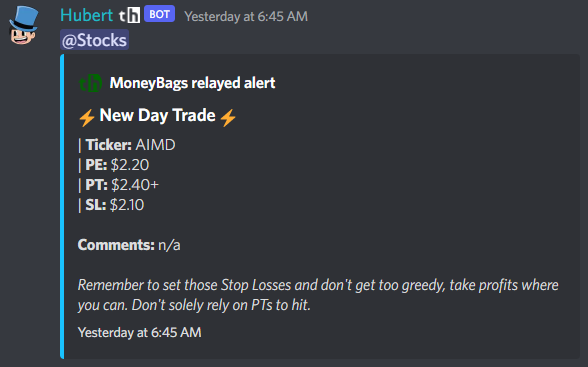 Hubert th BOT Yesterday at 6:45 AM
@Stocks
th MoneyBags relayed alert
⚡ New Day Trade ⚡
| Ticker: AIMD
| PE: $2.20
| PT: $2.40+
| SL: $2.10
Comments: n/a
Remember to set those Stop Losses and don't get too greedy, take profits where
you can. Don't solely rely on PTs to hit.
Yesterday at 6:45 AM